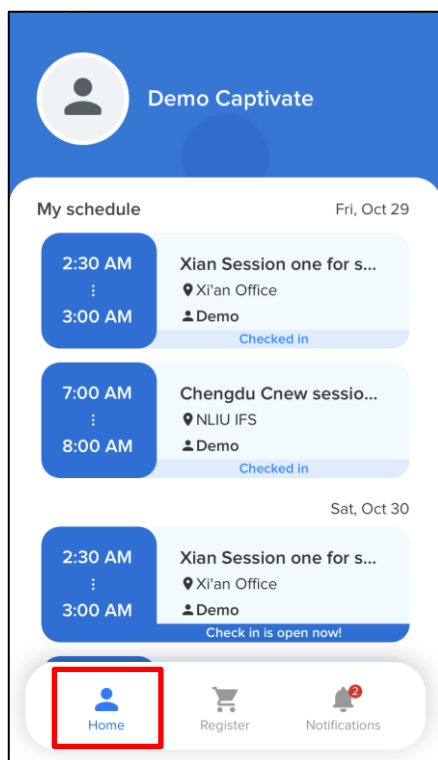 Demo Captivate
My schedule
Fri, Oct 29
2:30 AM
Xian Session one for s...
Xi'an Office
3:00 AM
Demo
Checked in
7:00 AM
Chengdu Cnew sessio...
NLIU IFS
8:00 AM
Demo
Checked in
Sat, Oct 30
2:30 AM
Xian Session one for s...
Xi'an Office
3:00 AM
Demo
Check in is open now!
2
Home
Register
Notifications